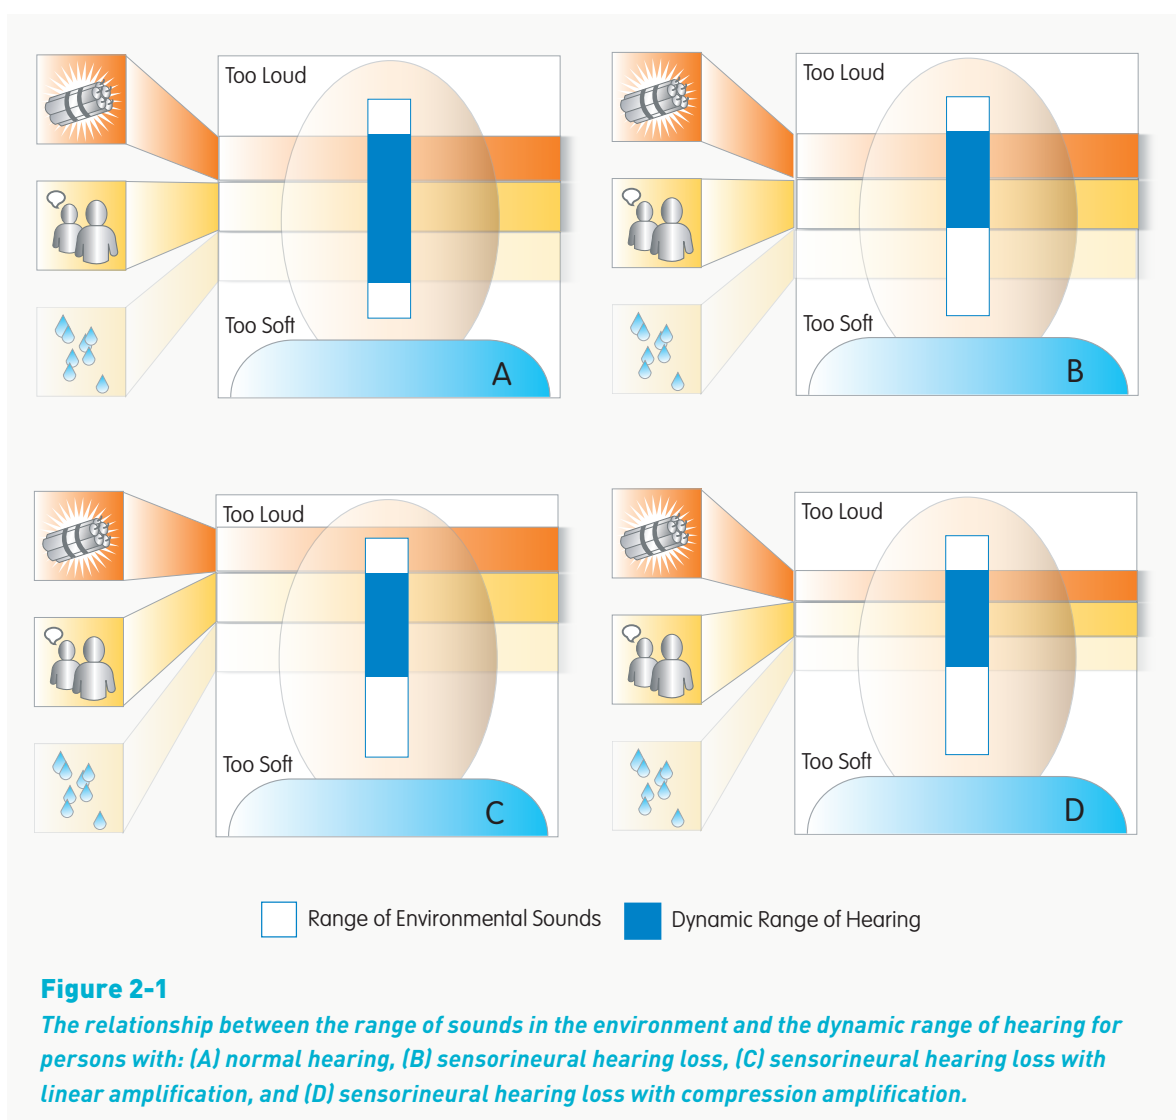 Too Loud
Too Soft
A
Too Loud
Too Soft
B
Too Loud
Too Soft
C
Too Loud
Too Soft
D
Range of Environmental Sounds
Dynamic Range of Hearing
Figure 2-1
The relationship between the range of sounds in the environment and the dynamic range of hearing for
persons with: (A) normal hearing, (B) sensorineural hearing loss, (C) sensorineural hearing loss with
linear amplification, and (D) sensorineural hearing loss with compression amplification.